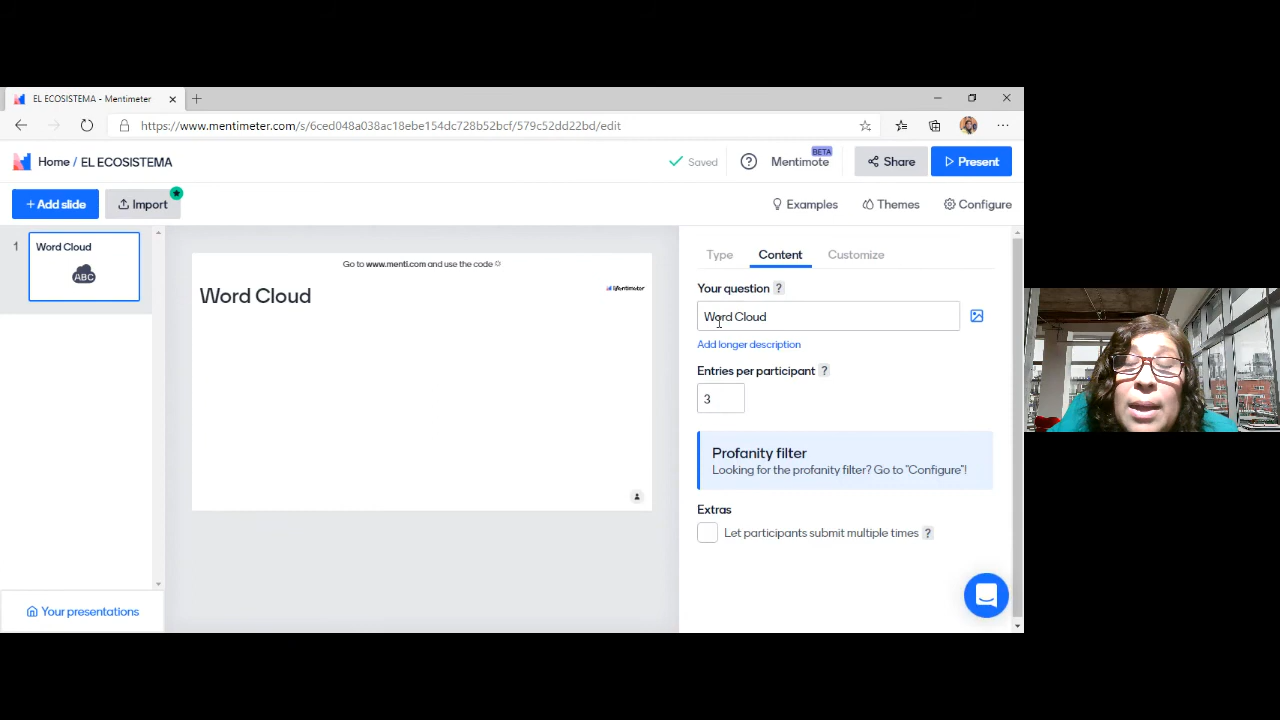 EL ECOSISTEMA - Mentimeter
https://www.mentimeter.com/s/6ced048a038ac18ebe154dc728b52bcf/579c52dd22bd/edit
Home / EL ECOSISTEMA
Saved
?
Mentimote
BETA
Share
Present
+ Add slide
Import
Examples
Themes
Configure
1
Word Cloud
ABC
Go to www.menti.com and use the code
Word Cloud
Mentimeter
Type
Content
Customize
Your question ?
Word Cloud
Add longer description
Entries per participant ?
3
Profanity filter
Looking for the profanity filter? Go to "Configure"!
Extras
Let participants submit multiple times ?
Your presentations